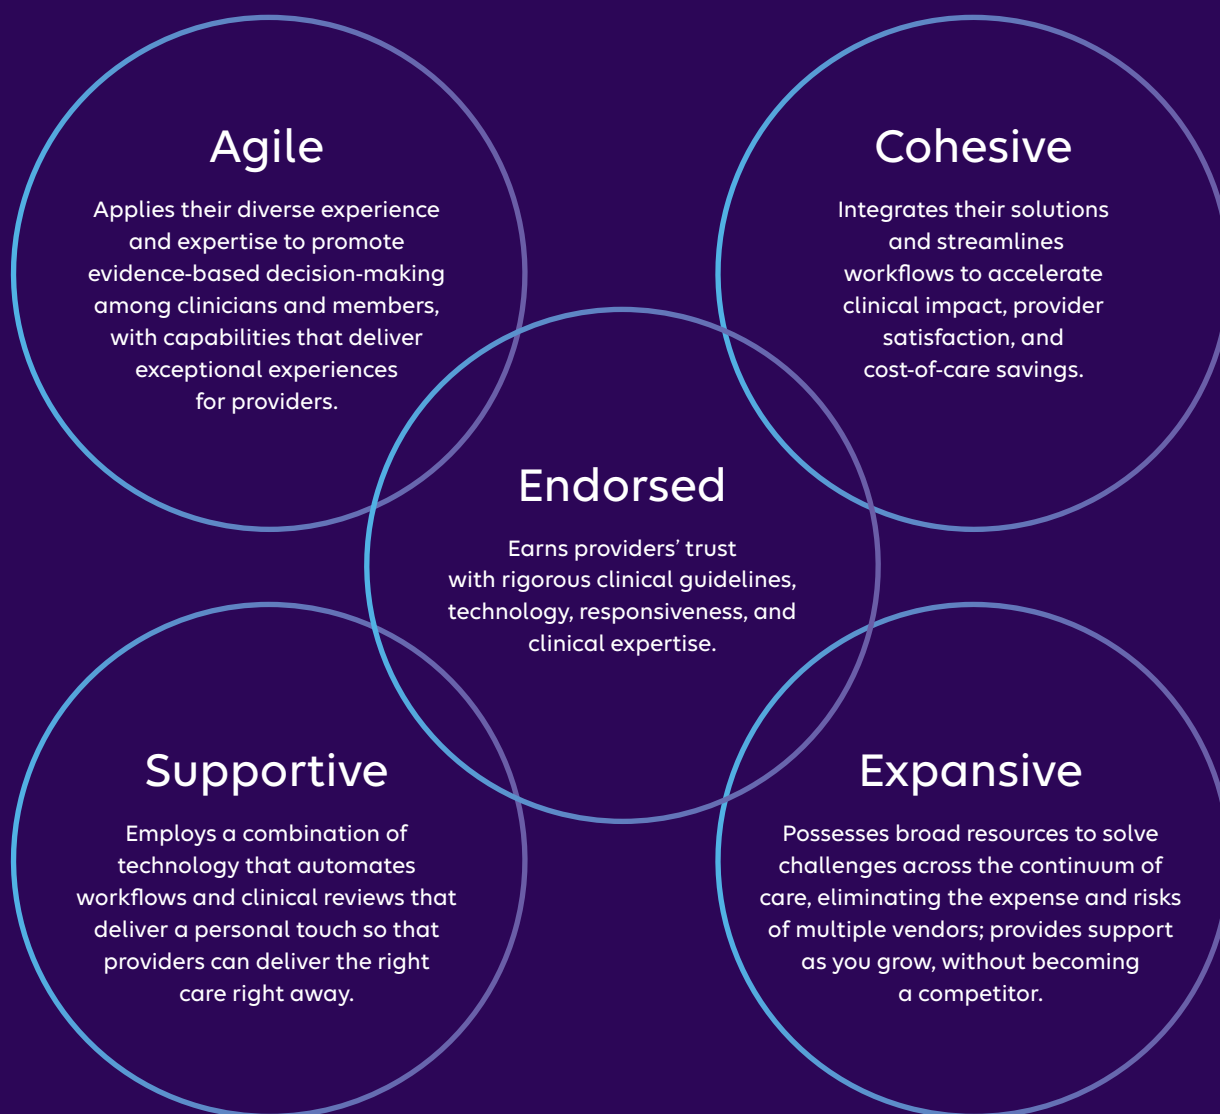 Agile
Applies their diverse experience
and expertise to promote
evidence-based decision-making
among clinicians and members,
with capabilities that deliver
exceptional experiences
for providers.
Cohesive
Integrates their solutions
and streamlines
workflows to accelerate
clinical impact, provider
satisfaction, and
cost-of-care savings.
Endorsed
Earns providers’ trust
with rigorous clinical guidelines,
technology, responsiveness, and
clinical expertise.
Supportive
Employs a combination of
technology that automates
workflows and clinical reviews that
deliver a personal touch so that
providers can deliver the right
care right away.
Expansive
Possesses broad resources to solve
challenges across the continuum of
care, eliminating the expense and risks
of multiple vendors; provides support
as you grow, without becoming
a competitor.